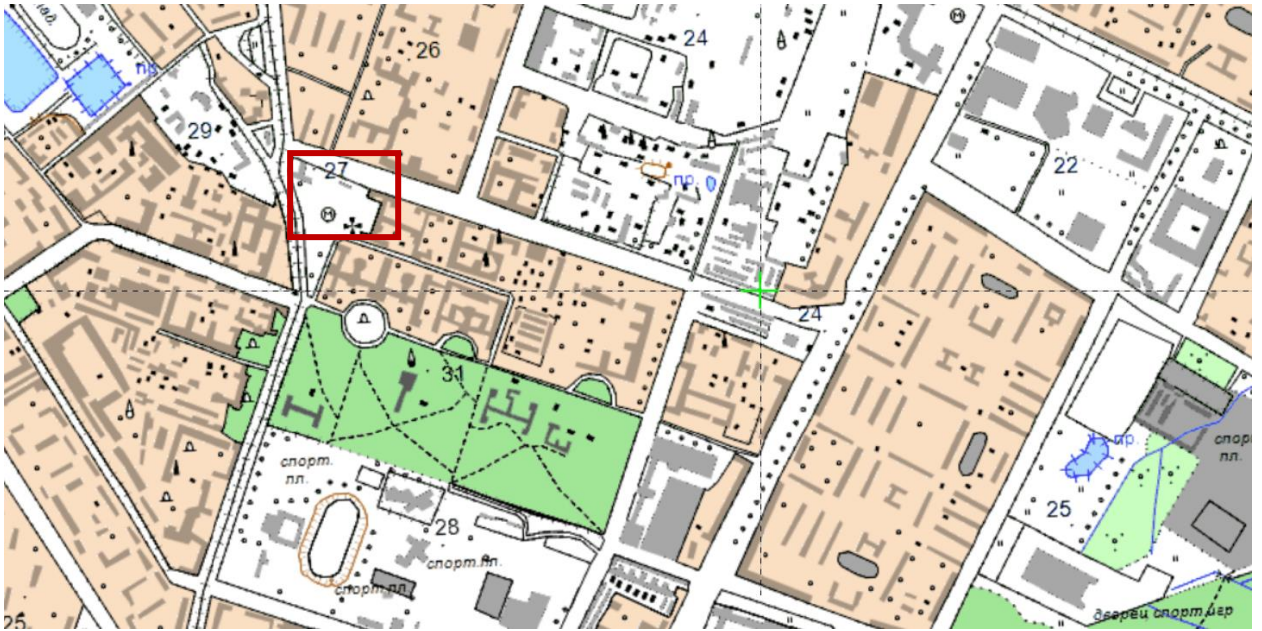 26
24
пр.
29
27
22
пр.
24
31
пр.
спорт.
пл.
спор
пл.
25
28
спорт.пл.
спорт.пл.
дворец спорт.игр
25